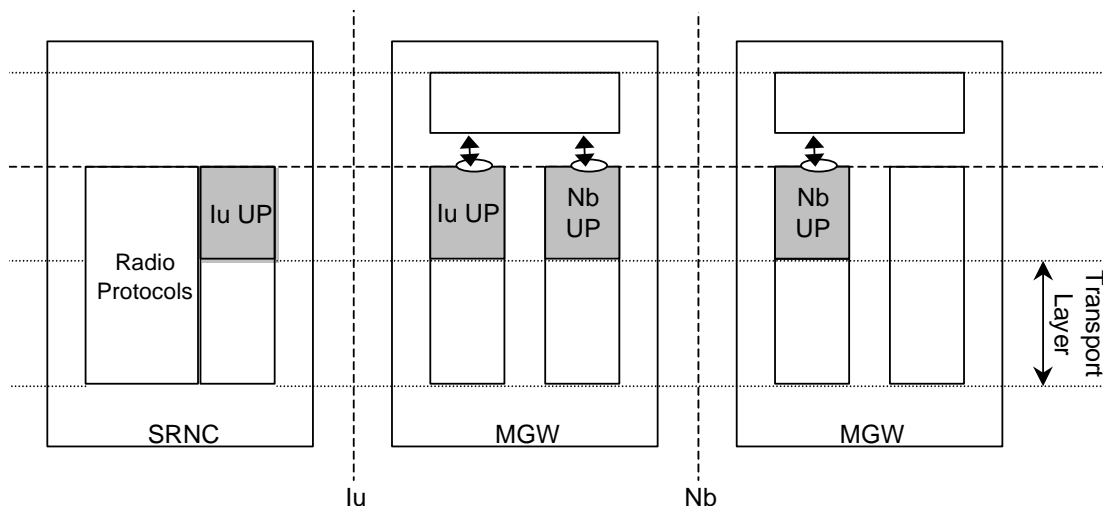 Iu UP
Radio
Protocols
SRNC
Iu UP
Nb
UP
MGW
Nb
UP
MGW
Transport
Layer
Iu
Nb